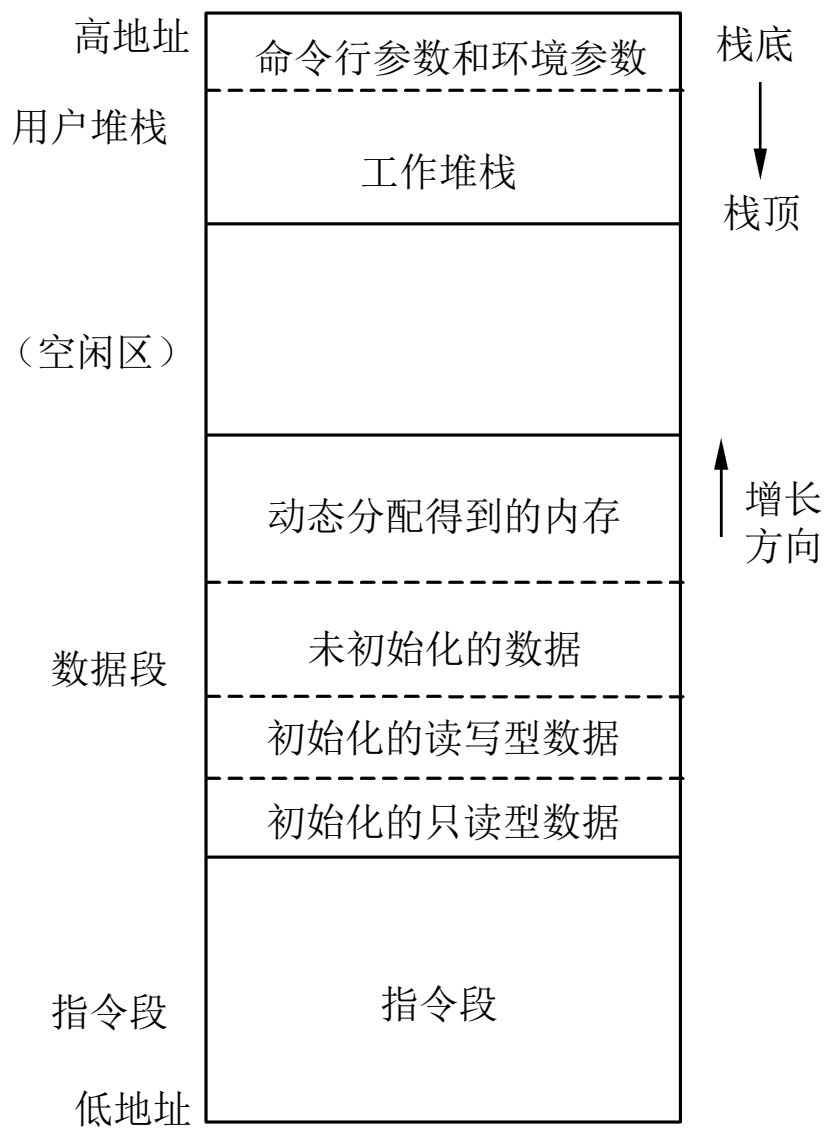 高地址
命令行参数和环境参数
栈底
用户堆栈
工作堆栈
栈顶
（空闲区）
动态分配得到的内存
增长
方向
未初始化的数据
数据段
初始化的读写型数据
初始化的只读型数据
指令段
指令段
低地址